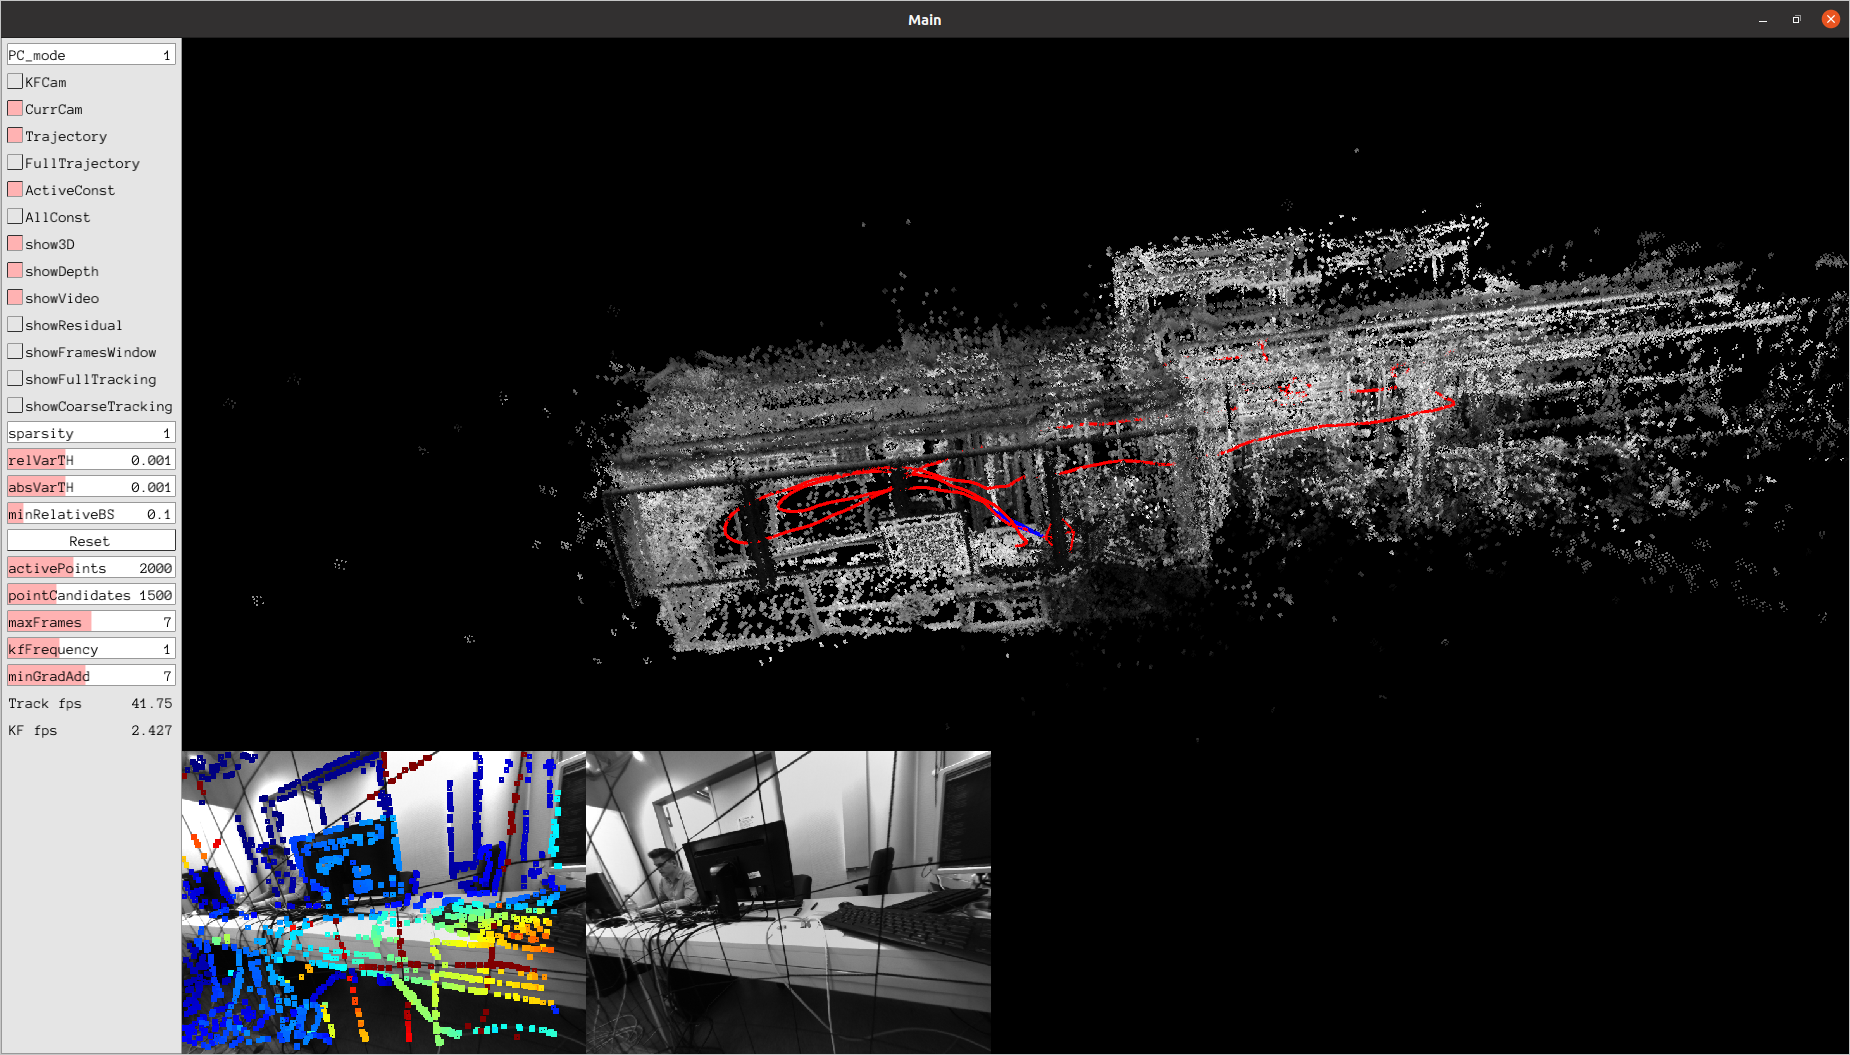 Main
PC_mode 1
KFCam
CurrCam
Trajectory
FullTrajectory
ActiveConst
AllConst
show3D
showDepth
showVideo
showResidual
showFramesWindow
showFullTracking
showCoarseTracking
sparsity 1
relVarTH 0.001
absVarTH 0.001
minRelativeBS 0.1
Reset
activePoints 2000
pointCandidates 1500
maxFrames 7
kfFrequency 1
minGradAdd 7
Track fps 41.75
KF fps 2.427